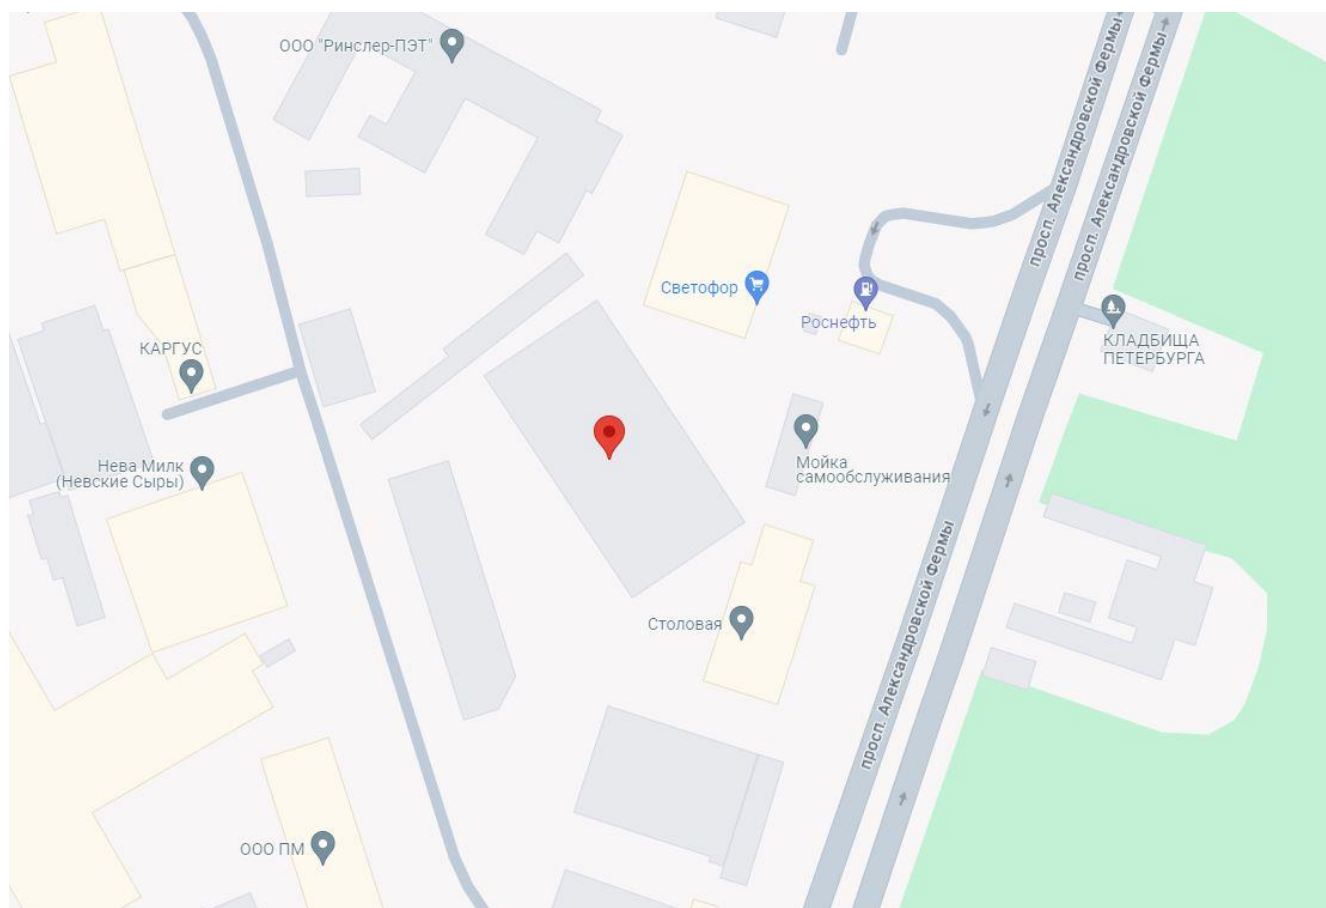 ООО "Ринслер-ПЭТ"
просп. Александровской Фермы
просп. Александровской Фермы
Светофор
Роснефть
КЛАДБИЩА
ПЕТЕРБУРГА
КАРГУС
Нева Милк
(Невские Сыры)
Мойка
самообслуживания
просп. Александровской Фермы
Столовая
ООО ПМ